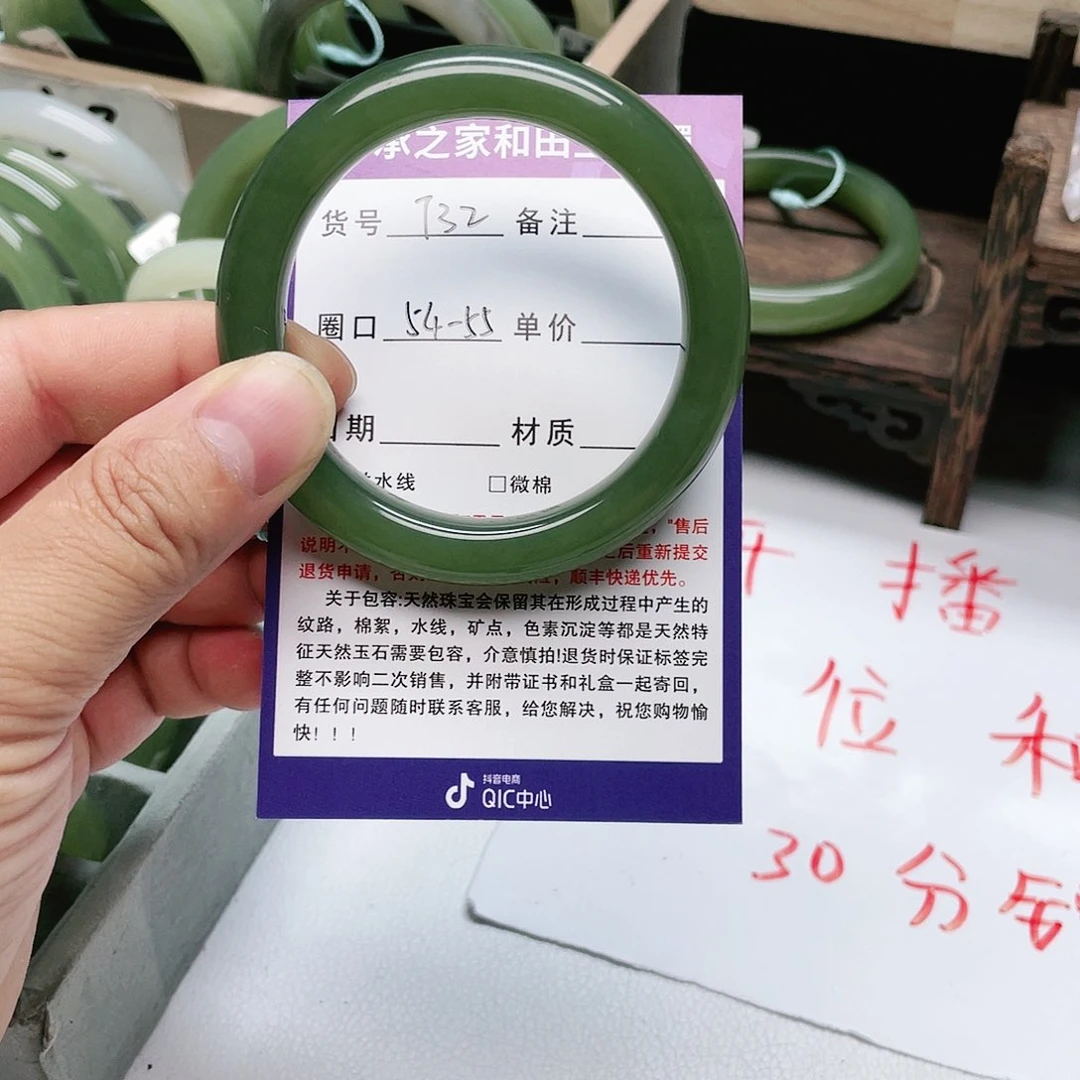 承之家和田
货号 T32 备注
圈口 54-55 单价
期 材质
水线 □微棉
，"售后
说明 后重新提交
退货申请， 顺丰快递优先。
关于包容:天然珠宝会保留其在形成过程中产生的
纹路，棉絮，水线，矿点，色素沉淀等都是天然特
征天然玉石需要包容，介意慎拍!退货时保证标签完
整不影响二次销售，并附带证书和礼盒一起寄回，
有任何问题随时联系客服，给您解决，祝您购物愉
快！！！
抖音电商
QIC中心
播
位
30分